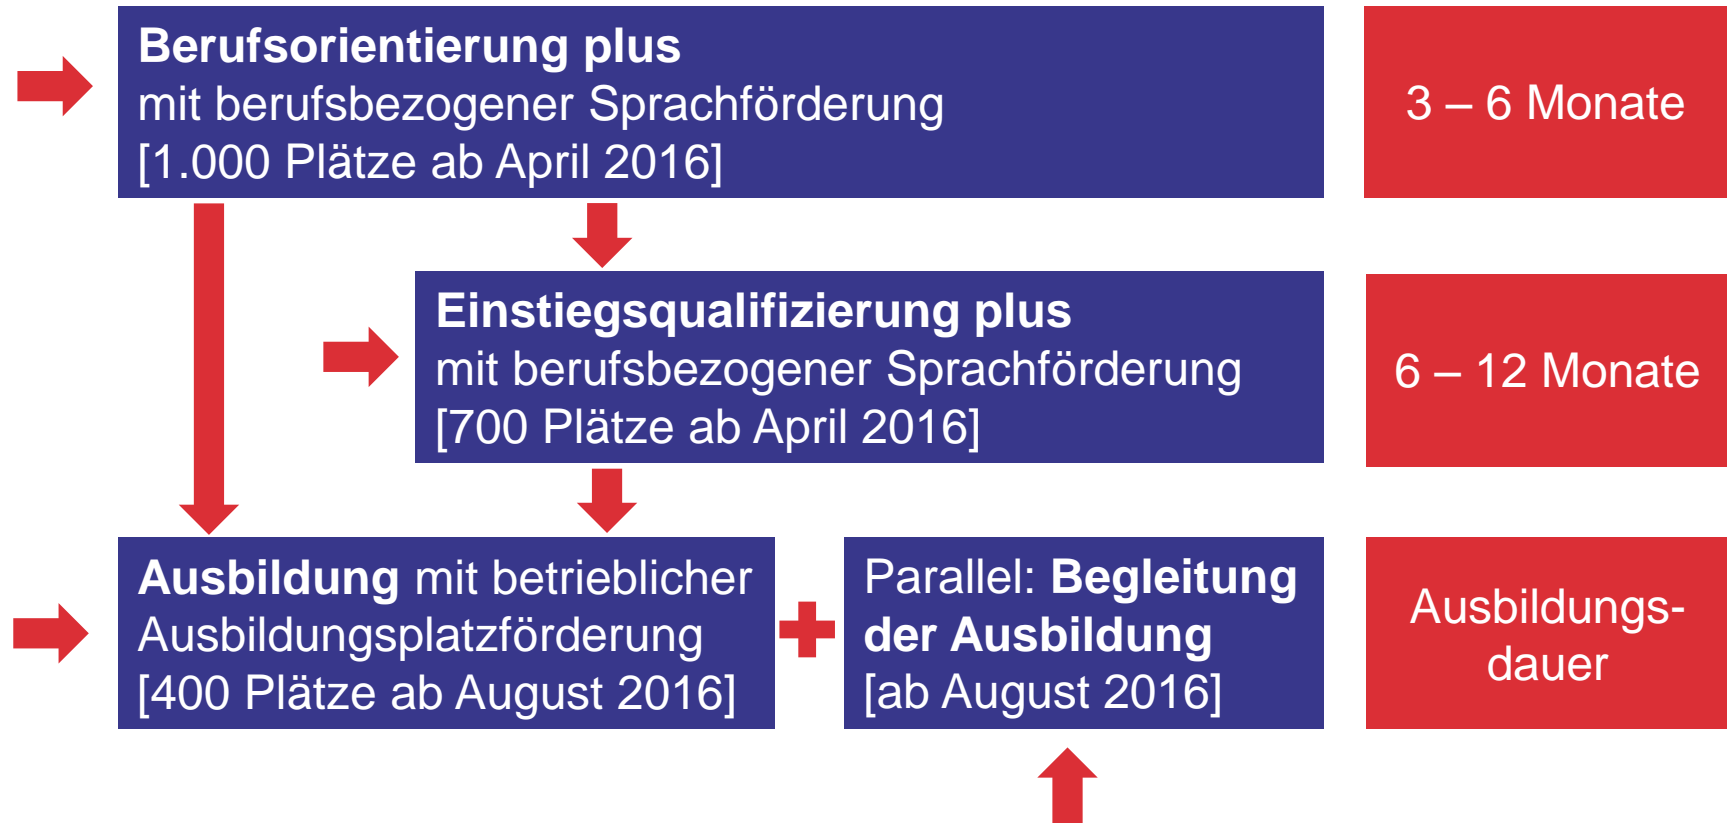 Berufsorientierung plus
mit berufsbezogener Sprachförderung
[1.000 Plätze ab April 2016]
3 – 6 Monate
Einstiegsqualifizierung plus
mit berufsbezogener Sprachförderung
[700 Plätze ab April 2016]
6 – 12 Monate
Ausbildung mit betrieblicher
Ausbildungsplatzförderung
[400 Plätze ab August 2016]
Parallel: Begleitung
der Ausbildung
[ab August 2016]
Ausbildungs-
dauer